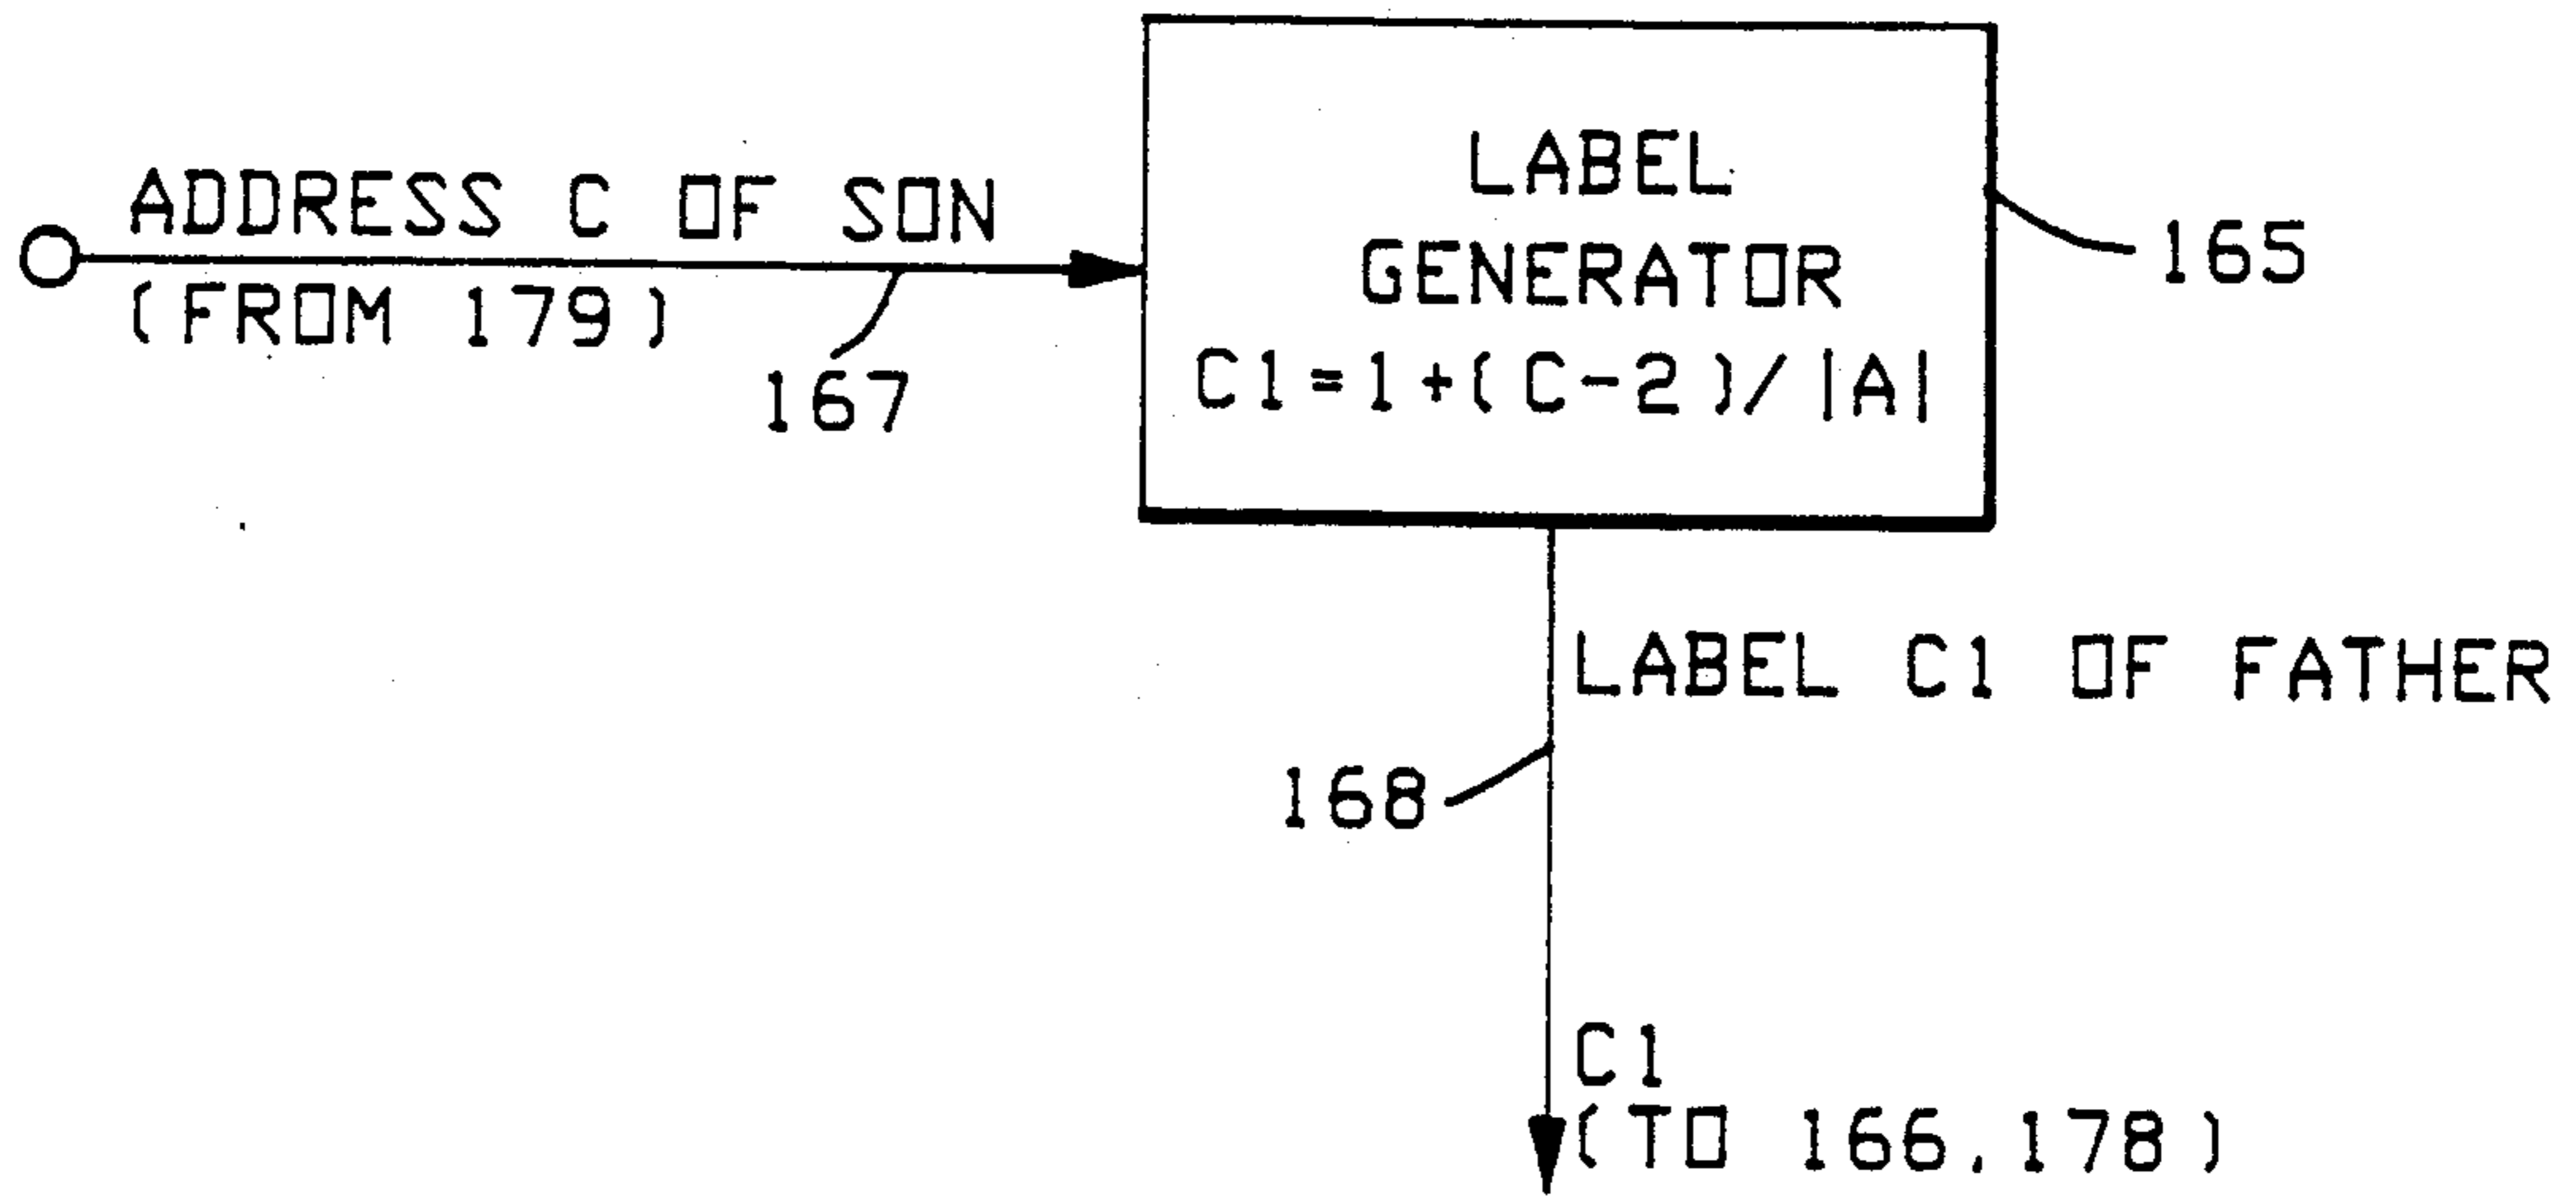 ADDRESS C OF SON
(FROM 179)
167
LABEL
GENERATOR
C1=1+(C-2)/|A|
165
LABEL C1 OF FATHER
168
C1
(TO 166,178)